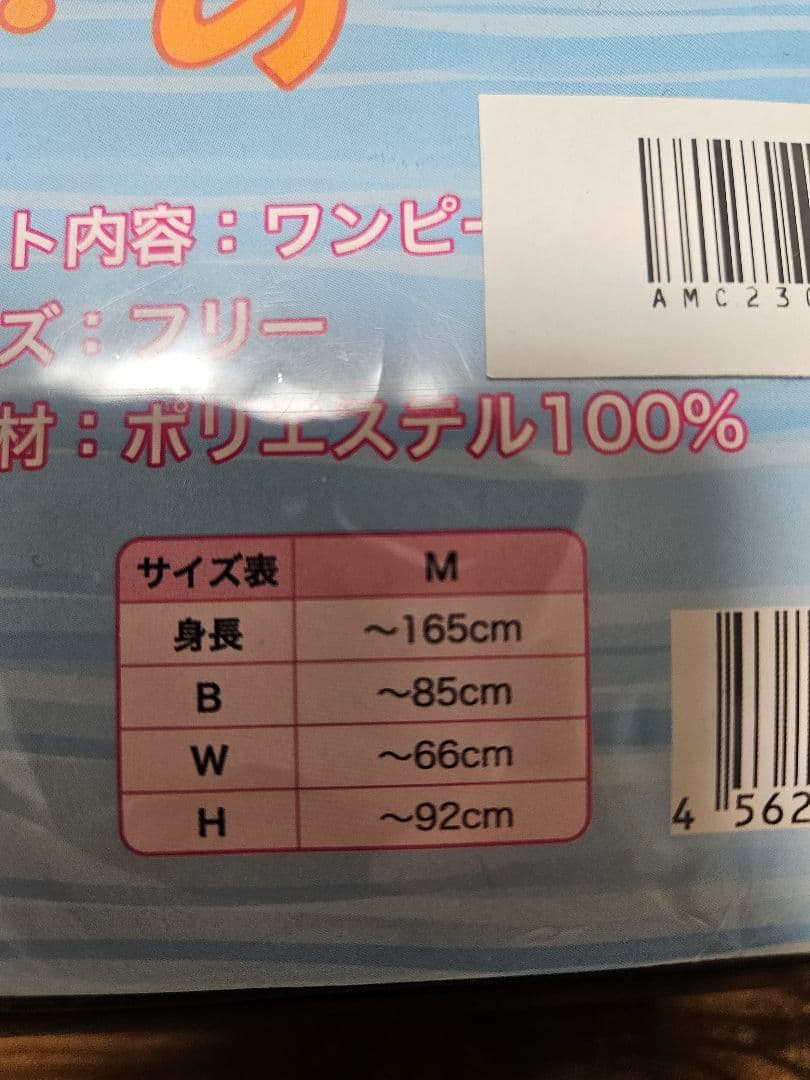 ト内容：ワンピー
AMC230
ズ：フリー
材：ポリエステル100%
サイズ表 M
身長 〜165cm
B 〜85cm
W 〜66cm
H 〜92cm
4 562